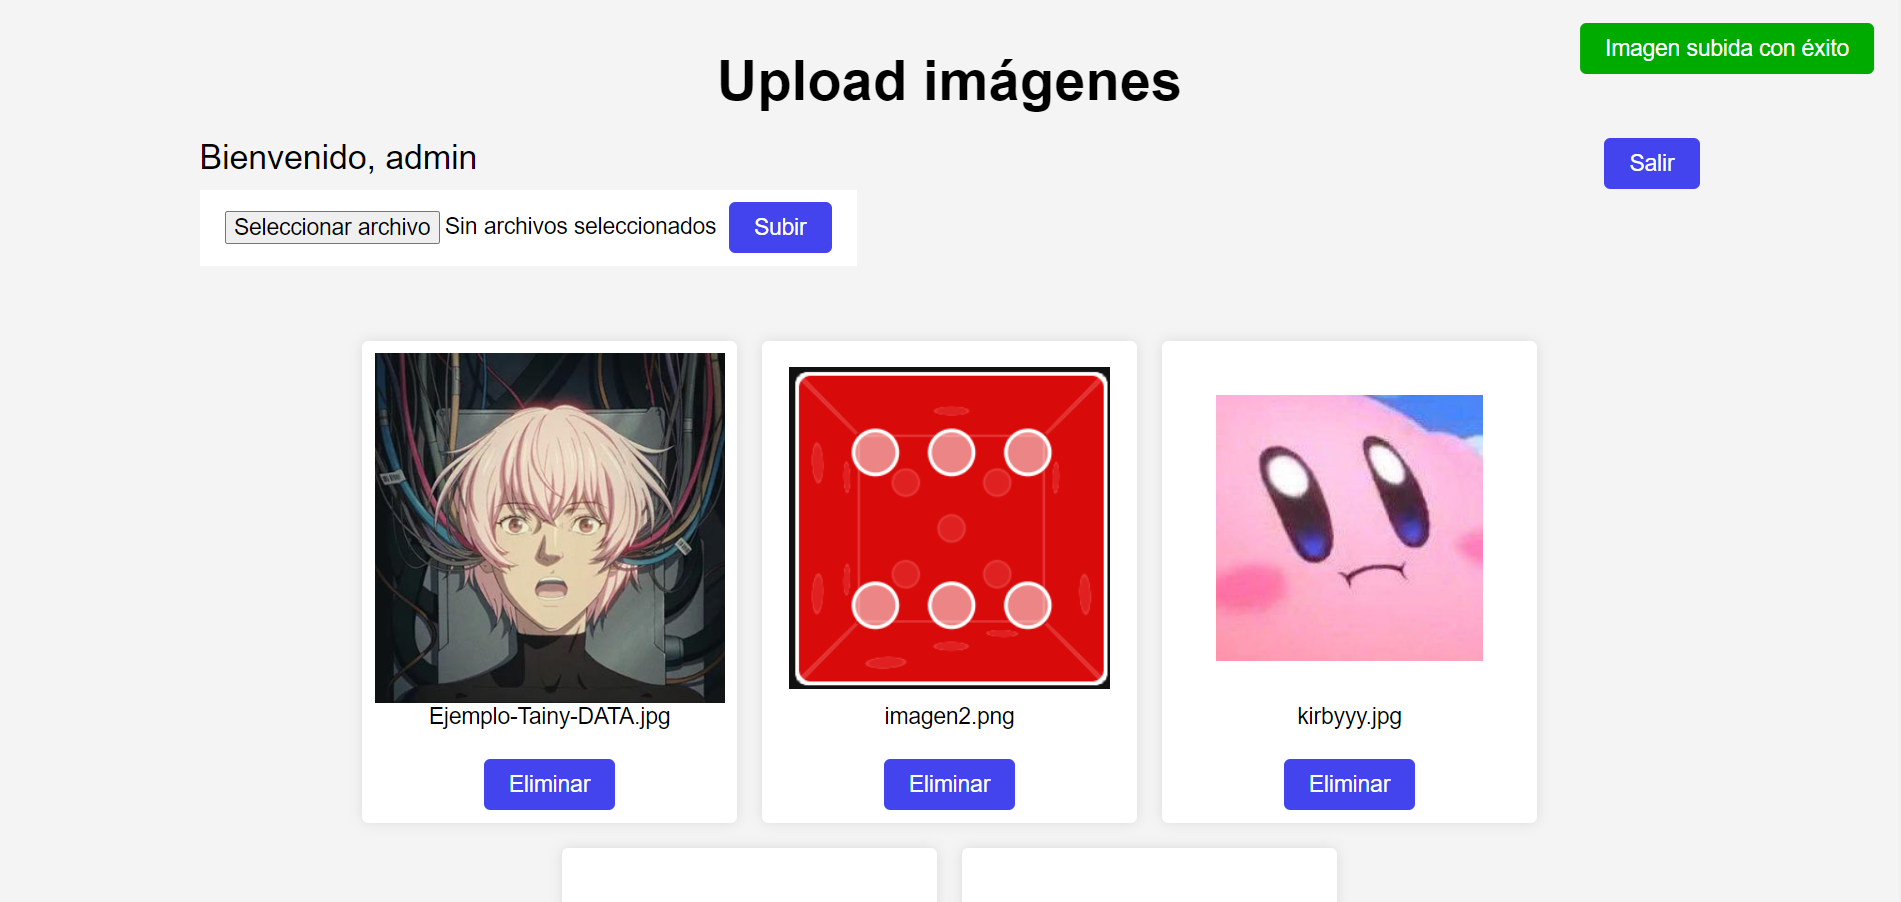 Imagen subida con éxito
Upload imágenes
Bienvenido, admin
Salir
Seleccionar archivo Sin archivos seleccionados Subir
Ejemplo-Tainy-DATA.jpg
imagen2.png
kirbyyy.jpg
Eliminar
Eliminar
Eliminar